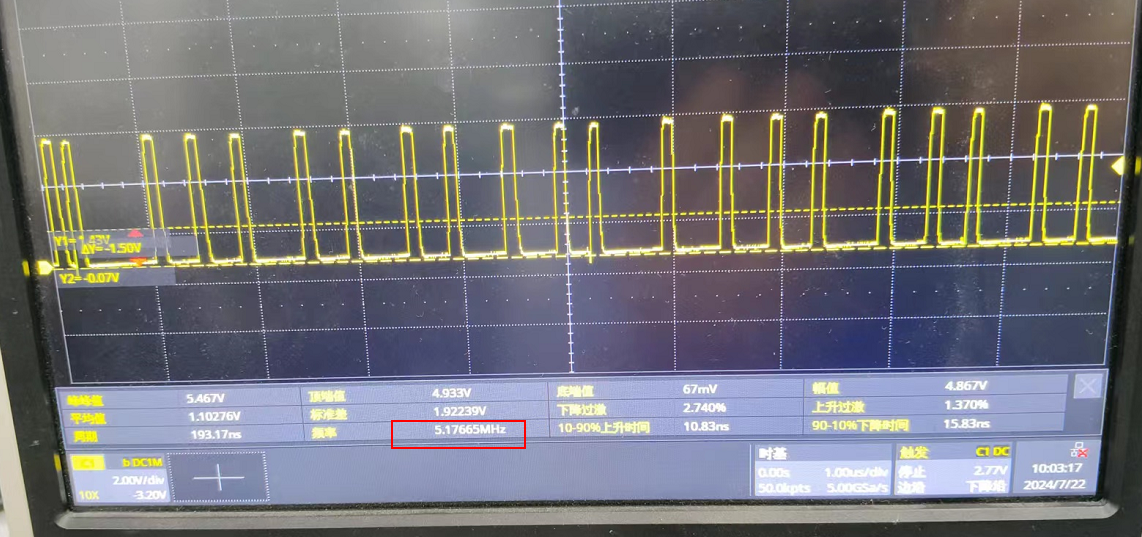 Y1= 1.43V
ΔY= -1.50V
Y2= -0.07V
峰峰值 5.467V 顶端值 4.933V 底端值 67mV 幅值 4.867V
平均值 1.10276V 标准差 1.92239V 下降过激 2.740% 上升过激 1.370%
周期 193.17ns 频率 5.17665MHz 10-90%上升时间 10.83ns 90-10%下降时间 15.83ns
C1 DC1M
2.00V/div
10X -3.20V
时基
0.00s 1.00us/div
50.0kpts 5.00GSa/s
触发 C1 DC
停止 2.77V
边沿 下降沿
10:03:17
2024/7/22